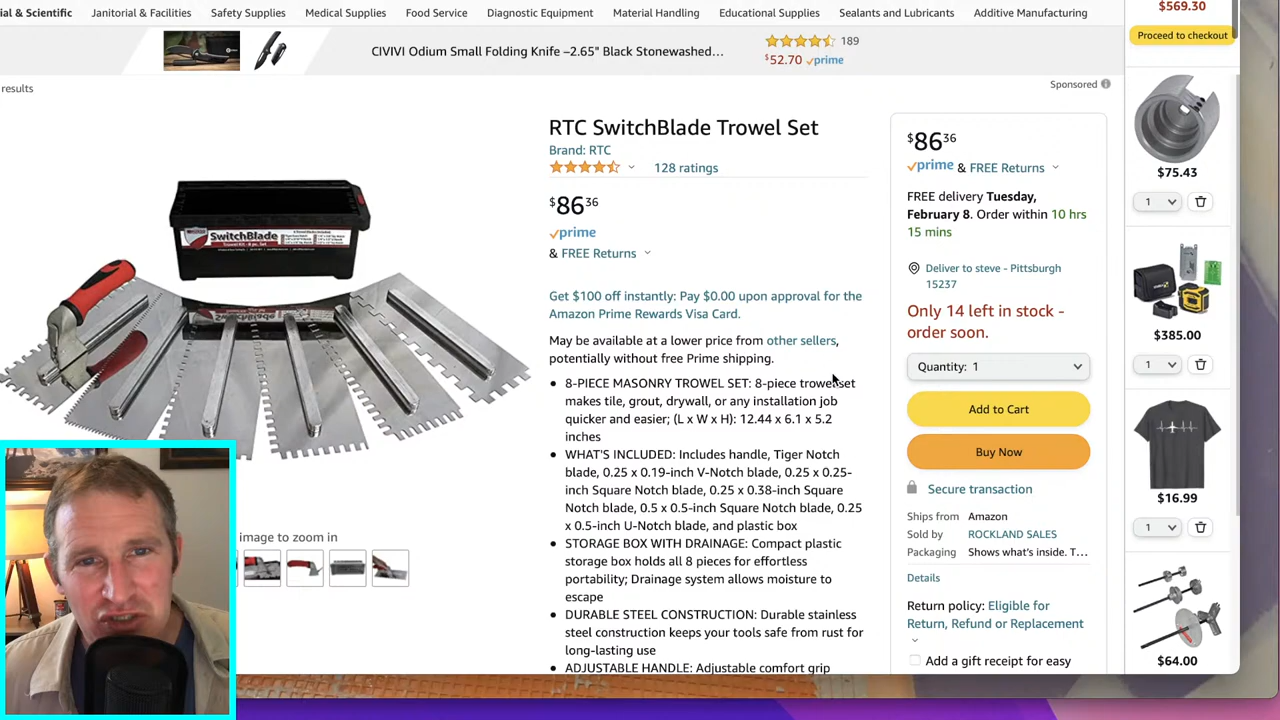 al & Scientific Janitorial & Facilities Safety Supplies Medical Supplies Food Service Diagnostic Equipment Material Handling Educational Supplies Sealants and Lubricants Additive Manufacturing
$569.30
Proceed to checkout
CIVIVI Odium Small Folding Knife –2.65" Black Stonewashed…
189
$52.70 prime
results
Sponsored
RTC SwitchBlade Trowel Set
Brand: RTC
128 ratings
$86 36
prime
& FREE Returns
Get $100 off instantly: Pay $0.00 upon approval for the
Amazon Prime Rewards Visa Card.
May be available at a lower price from other sellers,
potentially without free Prime shipping.
8-PIECE MASONRY TROWEL SET: 8-piece trowel set
makes tile, grout, drywall, or any installation job
quicker and easier; (L x W x H): 12.44 x 6.1 x 5.2
inches
WHAT'S INCLUDED: Includes handle, Tiger Notch
blade, 0.25 x 0.19-inch V-Notch blade, 0.25 x 0.25-
inch Square Notch blade, 0.25 x 0.38-inch Square
Notch blade, 0.5 x 0.5-inch Square Notch blade, 0.25
x 0.5-inch U-Notch blade, and plastic box
STORAGE BOX WITH DRAINAGE: Compact plastic
storage box holds all 8 pieces for effortless
portability; Drainage system allows moisture to
escape
DURABLE STEEL CONSTRUCTION: Durable stainless
steel construction keeps your tools safe from rust for
long-lasting use
ADJUSTABLE HANDLE: Adjustable comfort grip
SwitchBlade
image to zoom in
$86 36
prime & FREE Returns
FREE delivery Tuesday,
February 8. Order within 10 hrs
15 mins
Deliver to steve - Pittsburgh
15237
Only 14 left in stock -
order soon.
Quantity: 1
Add to Cart
Buy Now
Secure transaction
Ships from Amazon
Sold by ROCKLAND SALES
Packaging Shows what's inside. T…
Details
Return policy: Eligible for
Return, Refund or Replacement
Add a gift receipt for easy
$75.43
1
$385.00
1
$16.99
1
$64.00